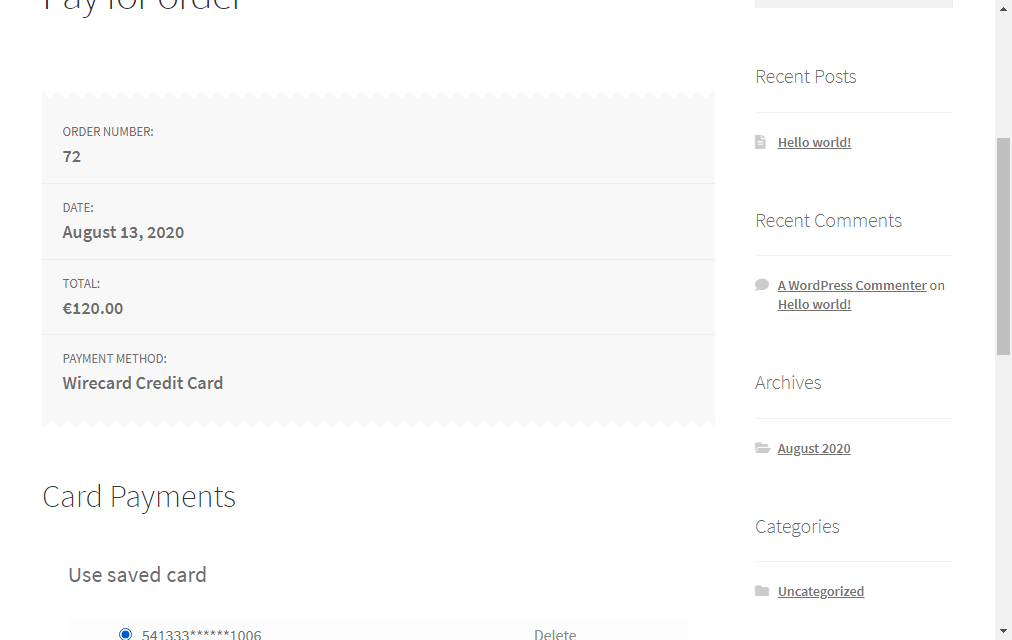 Pay for order
ORDER NUMBER:
72
DATE:
August 13, 2020
TOTAL:
€120.00
PAYMENT METHOD:
Wirecard Credit Card
Card Payments
Use saved card
541333******1006
Delete
Recent Posts
Hello world!
Recent Comments
A WordPress Commenter on
Hello world!
Archives
August 2020
Categories
Uncategorized